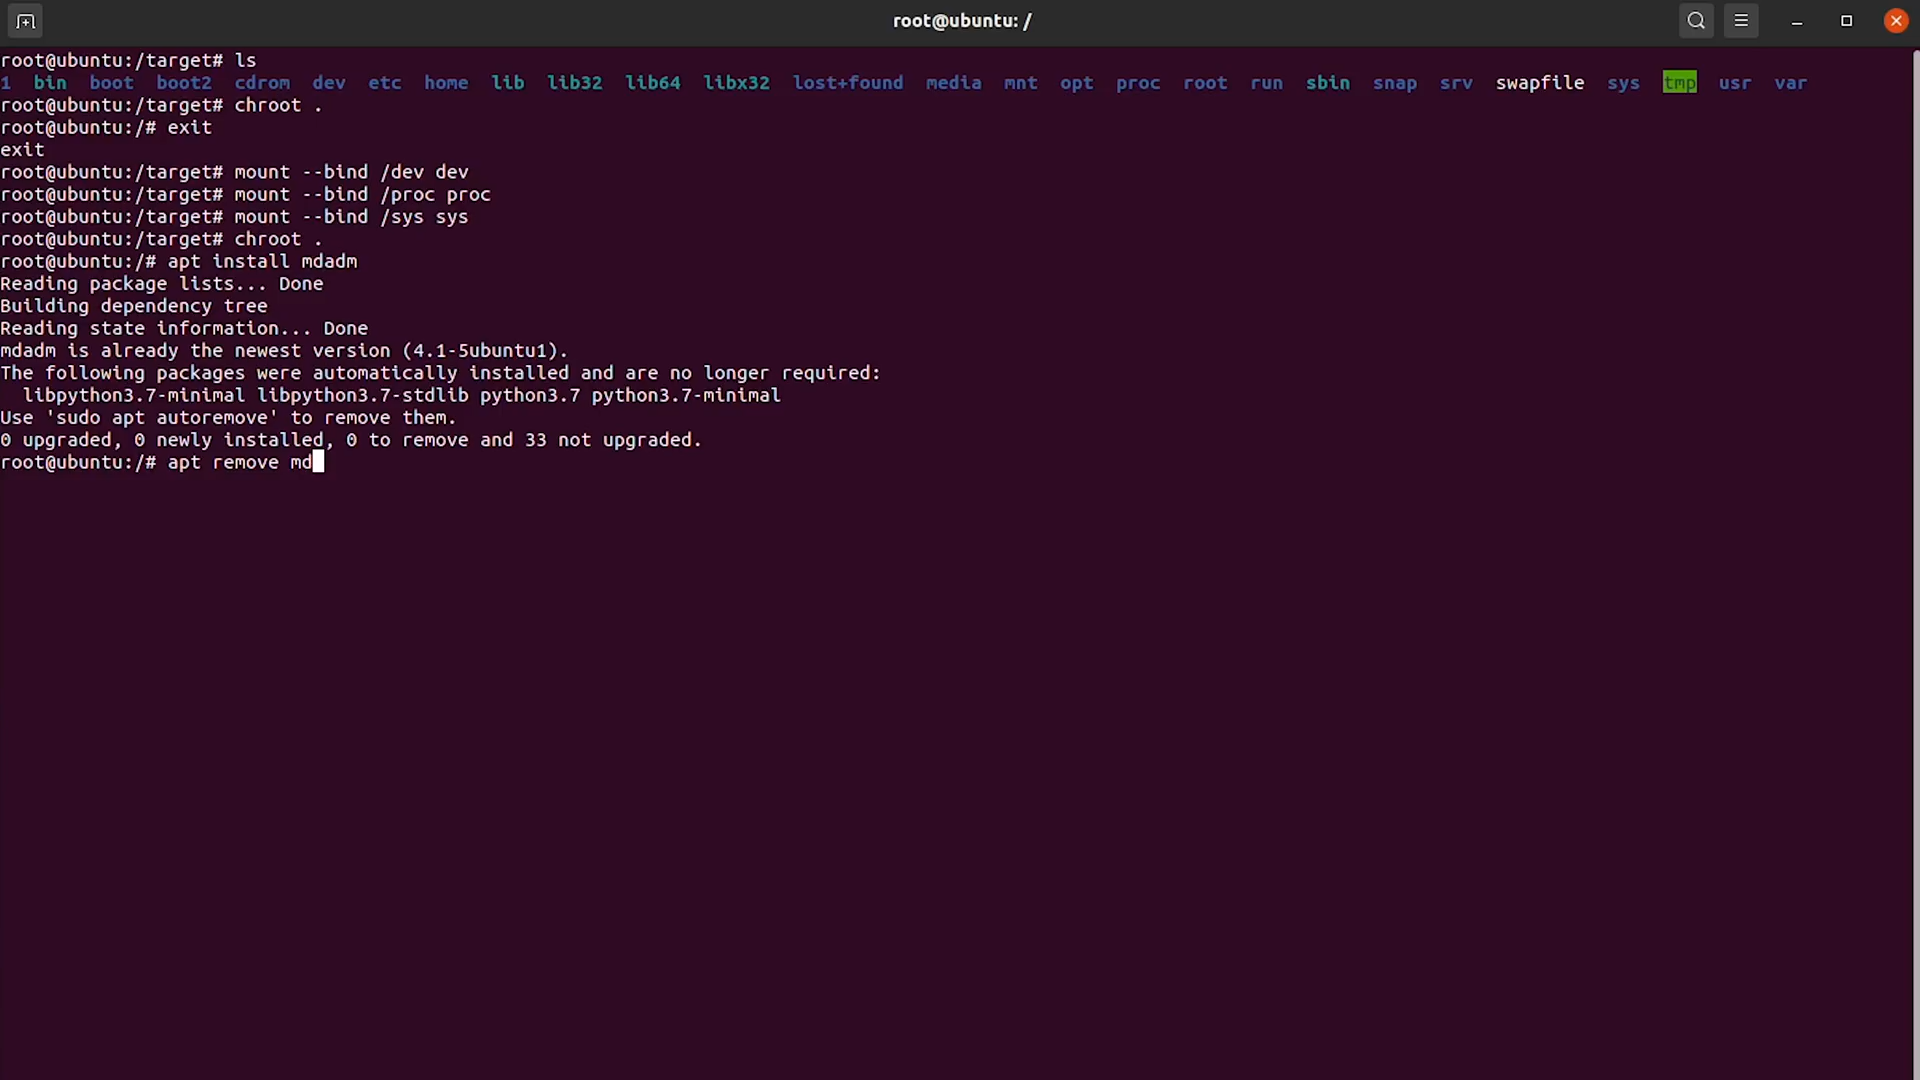 root@ubuntu: /
root@ubuntu:/target# ls
1 bin boot boot2 cdrom dev etc home lib lib32 lib64 libx32 lost+found media mnt opt proc root run sbin snap srv swapfile sys tmp usr var
root@ubuntu:/target# chroot .
root@ubuntu:/# exit
exit
root@ubuntu:/target# mount --bind /dev dev
root@ubuntu:/target# mount --bind /proc proc
root@ubuntu:/target# mount --bind /sys sys
root@ubuntu:/target# chroot .
root@ubuntu:/# apt install mdadm
Reading package lists... Done
Building dependency tree
Reading state information... Done
mdadm is already the newest version (4.1-5ubuntu1).
The following packages were automatically installed and are no longer required:
libpython3.7-minimal libpython3.7-stdlib python3.7 python3.7-minimal
Use 'sudo apt autoremove' to remove them.
0 upgraded, 0 newly installed, 0 to remove and 33 not upgraded.
root@ubuntu:/# apt remove md